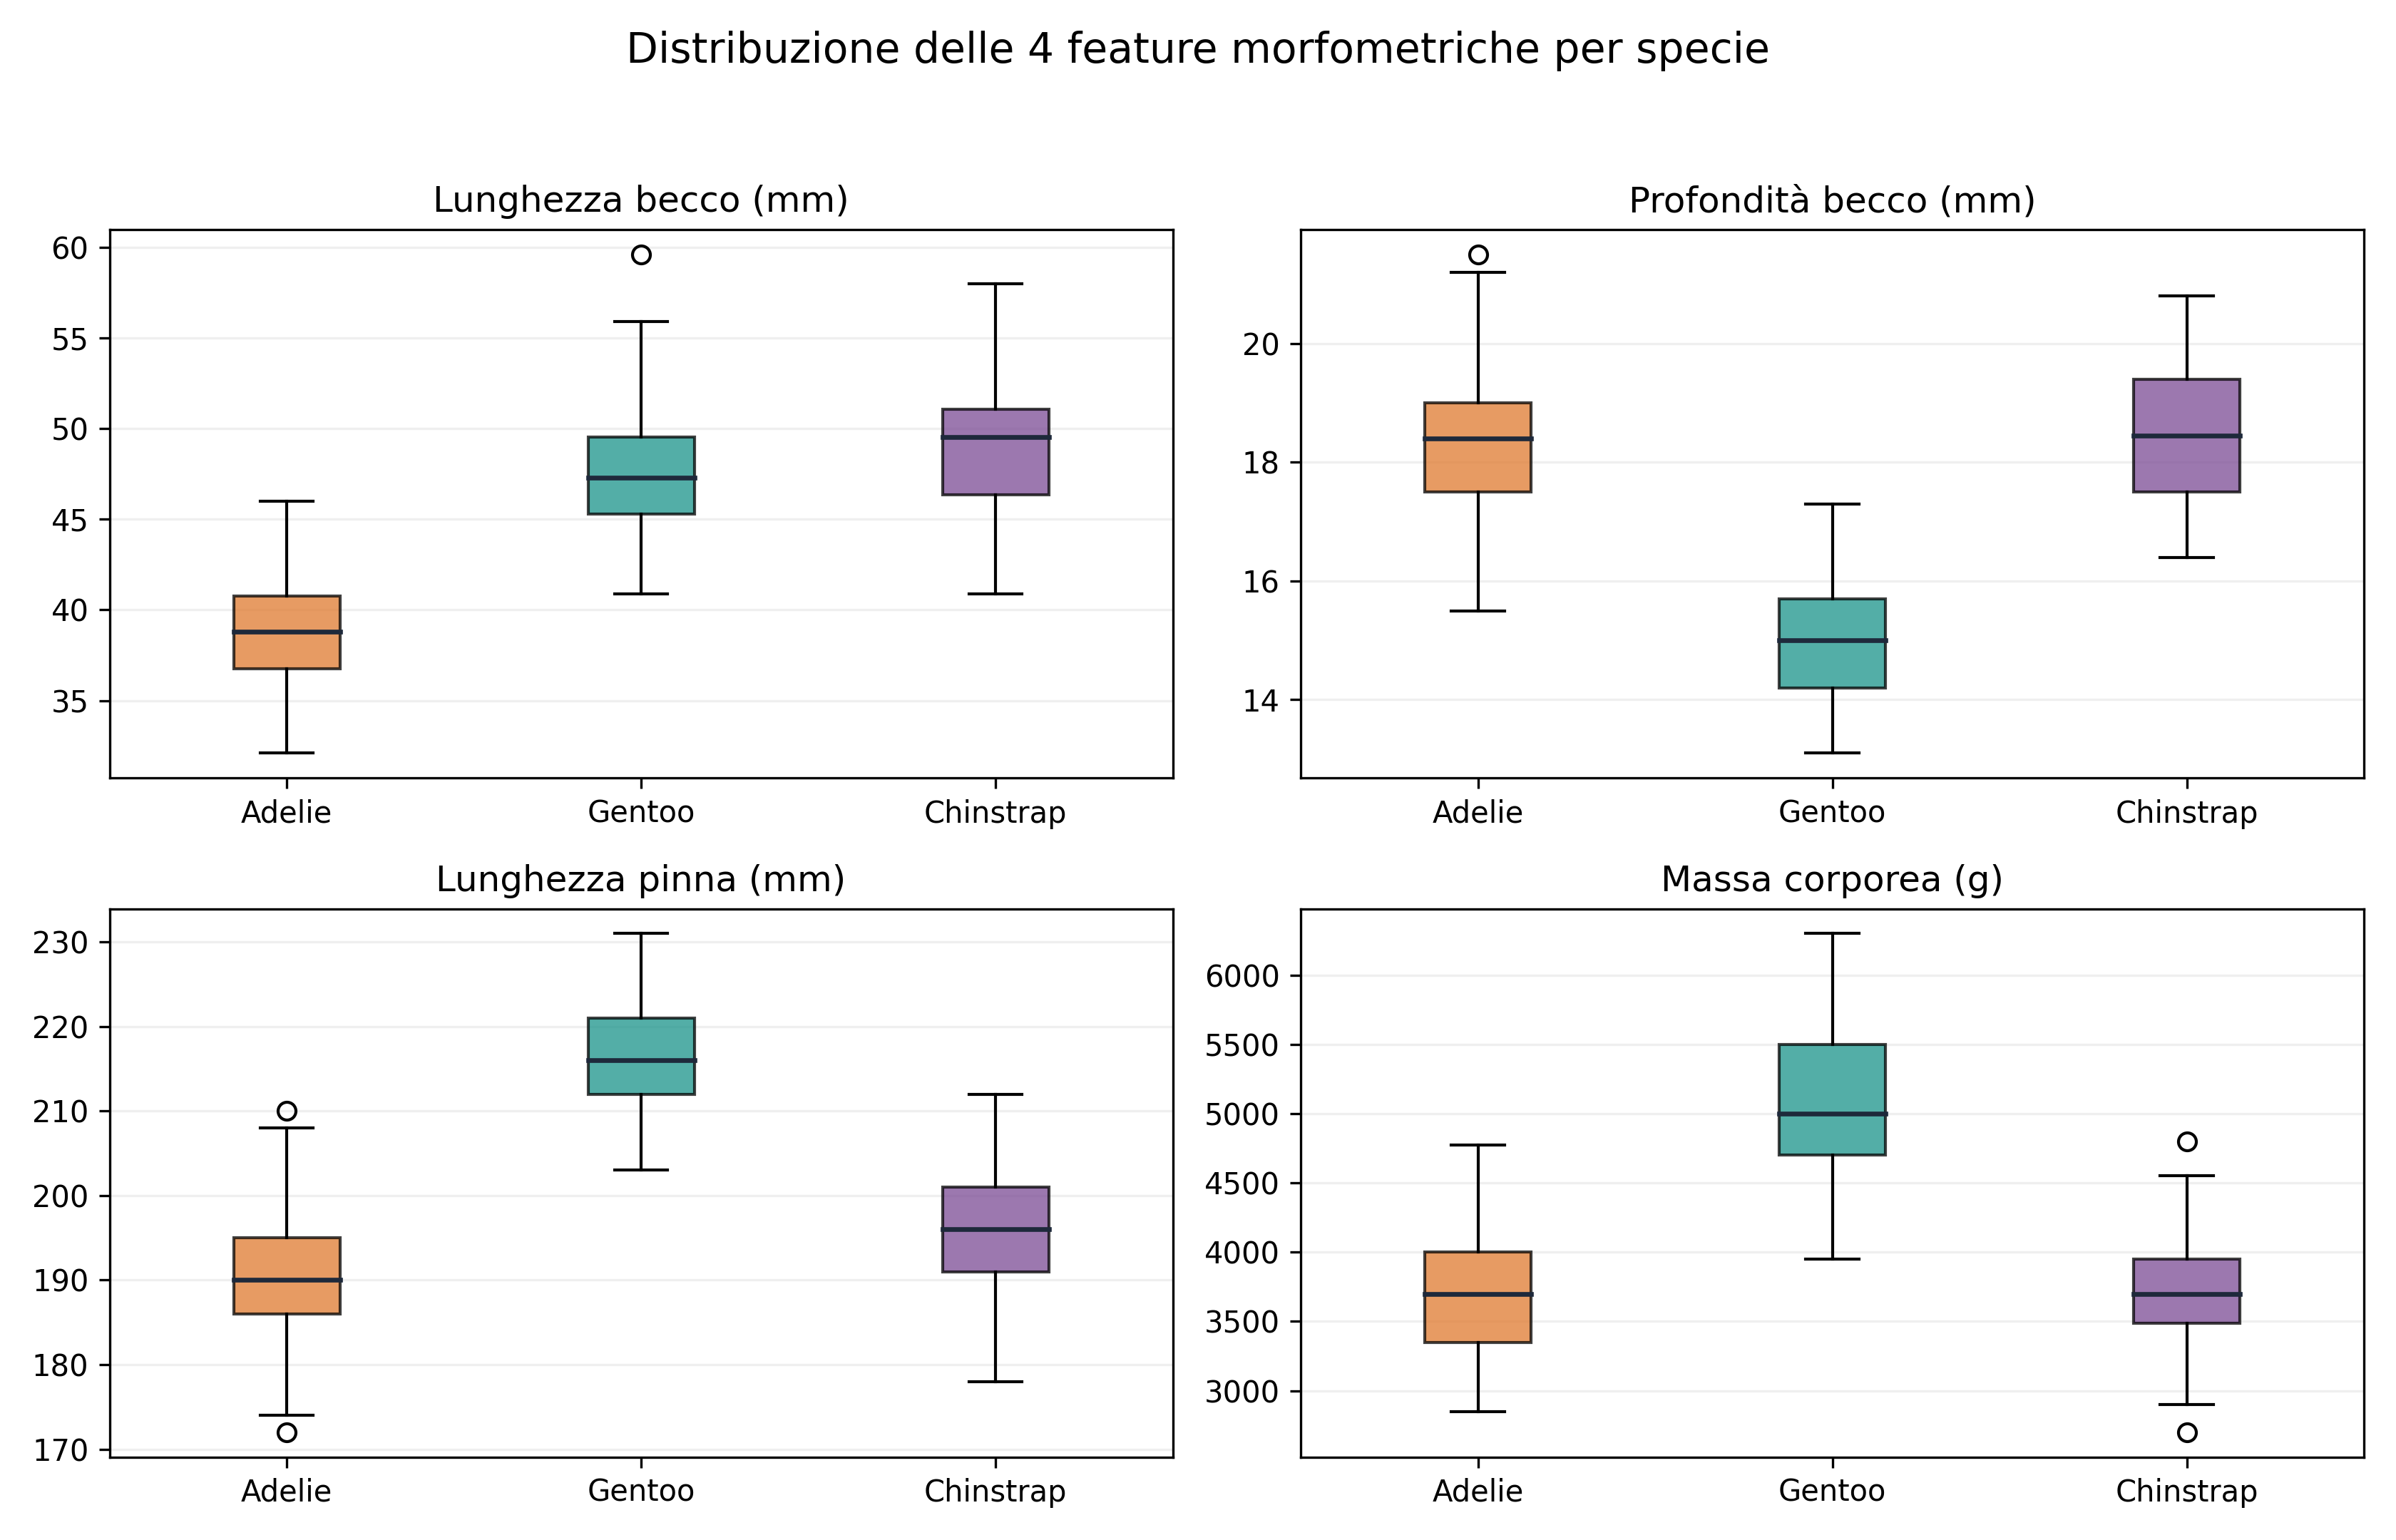 Distribuzione delle 4 feature morfometriche per specie
Lunghezza becco (mm)
60
55
50
45
40
35
Adelie Gentoo Chinstrap
Profondità becco (mm)
20
18
16
14
Adelie Gentoo Chinstrap
Lunghezza pinna (mm)
230
220
210
200
190
180
170
Adelie Gentoo Chinstrap
Massa corporea (g)
6000
5500
5000
4500
4000
3500
3000
Adelie Gentoo Chinstrap